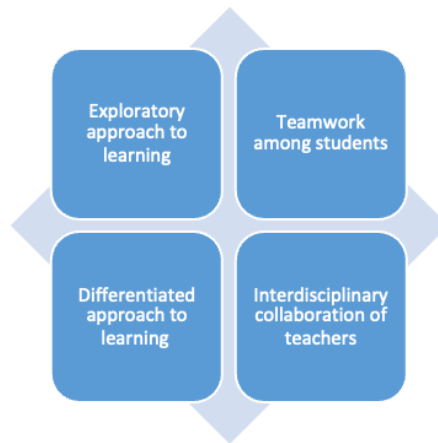 Exploratory
approach to
learning
Teamwork
among students
Differentiated
approach to
learning
Interdisciplinary
collaboration of
teachers